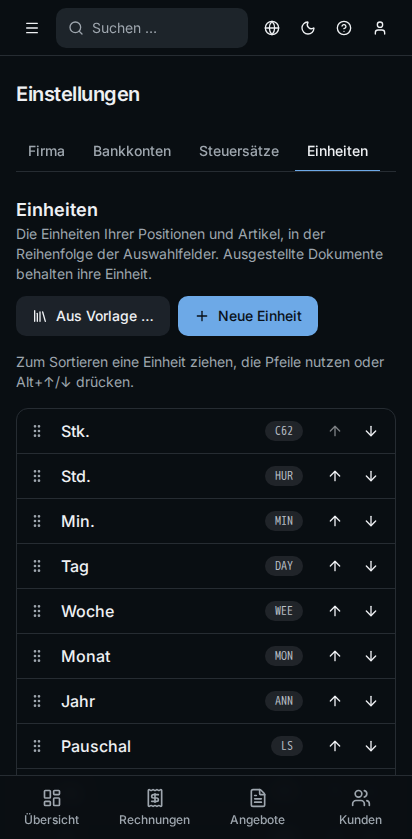 Suchen ...
Einstellungen
Firma Bankkonten Steuersätze Einheiten
Einheiten
Die Einheiten Ihrer Positionen und Artikel, in der
Reihenfolge der Auswahlfelder. Ausgestellte Dokumente
behalten ihre Einheit.
Aus Vorlage ... Neue Einheit
Zum Sortieren eine Einheit ziehen, die Pfeile nutzen oder
Alt+↑/↓ drücken.
Stk. C62
Std. HUR
Min. MIN
Tag DAY
Woche WEE
Monat MON
Jahr ANN
Pauschal LS
Übersicht Rechnungen Angebote Kunden